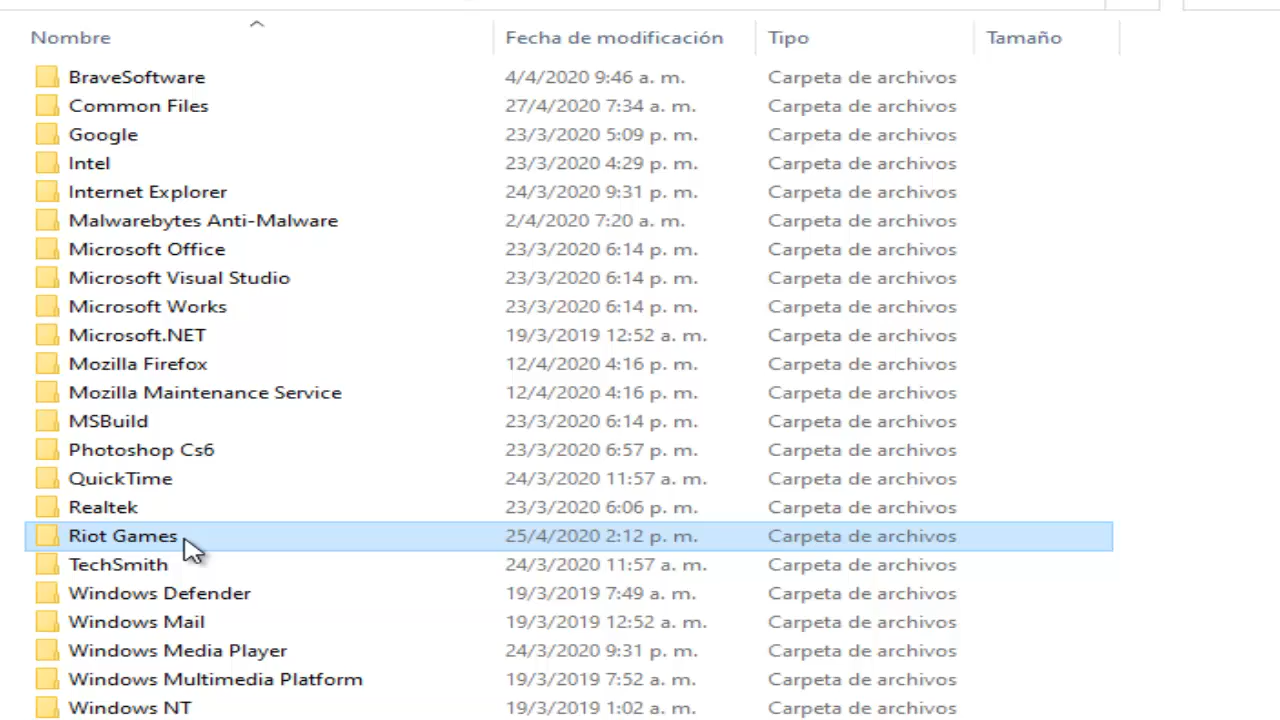 Nombre Fecha de modificación Tipo Tamaño
BraveSoftware 4/4/2020 9:46 a. m. Carpeta de archivos
Common Files 27/4/2020 7:34 a. m. Carpeta de archivos
Google 23/3/2020 5:09 p. m. Carpeta de archivos
Intel 23/3/2020 4:29 p. m. Carpeta de archivos
Internet Explorer 24/3/2020 9:31 p. m. Carpeta de archivos
Malwarebytes Anti-Malware 2/4/2020 7:20 a. m. Carpeta de archivos
Microsoft Office 23/3/2020 6:14 p. m. Carpeta de archivos
Microsoft Visual Studio 23/3/2020 6:14 p. m. Carpeta de archivos
Microsoft Works 23/3/2020 6:14 p. m. Carpeta de archivos
Microsoft.NET 19/3/2019 12:52 a. m. Carpeta de archivos
Mozilla Firefox 12/4/2020 4:16 p. m. Carpeta de archivos
Mozilla Maintenance Service 12/4/2020 4:16 p. m. Carpeta de archivos
MSBuild 23/3/2020 6:14 p. m. Carpeta de archivos
Photoshop Cs6 23/3/2020 6:57 p. m. Carpeta de archivos
QuickTime 24/3/2020 11:57 a. m. Carpeta de archivos
Realtek 23/3/2020 6:06 p. m. Carpeta de archivos
Riot Games 25/4/2020 2:12 p. m. Carpeta de archivos
TechSmith 24/3/2020 11:57 a. m. Carpeta de archivos
Windows Defender 19/3/2019 7:49 a. m. Carpeta de archivos
Windows Mail 19/3/2019 12:52 a. m. Carpeta de archivos
Windows Media Player 24/3/2020 9:31 p. m. Carpeta de archivos
Windows Multimedia Platform 19/3/2019 7:52 a. m. Carpeta de archivos
Windows NT 19/3/2019 1:02 a. m. Carpeta de archivos